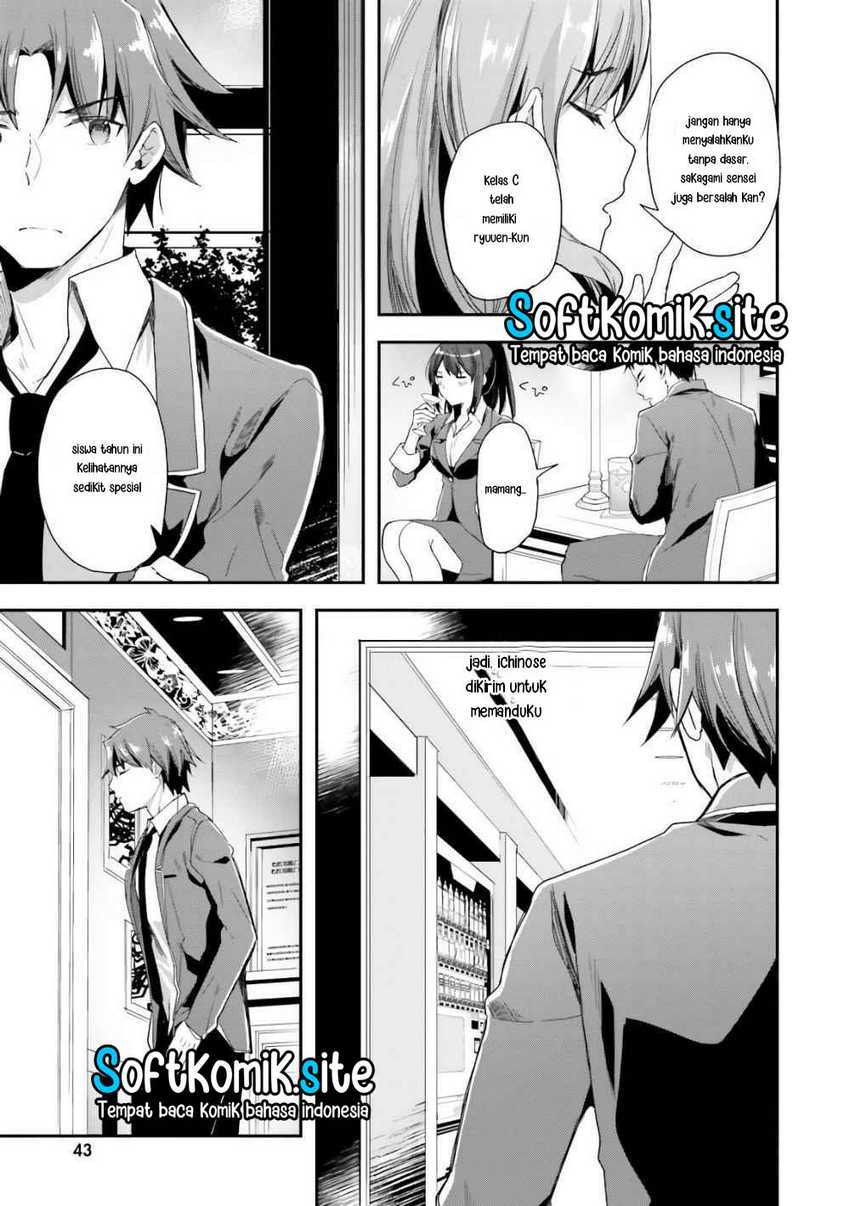 jangan hanya
menyalahkanku
tanpa dasar.
sakagami sensei
juga bersalah kan?
Kelas C
telah
memiliki
ryuuen-kun
SoftKomik.site
Tempat baca Komik bahasa indonesia
mamang...
siswa tahun ini
Kelihatannya
sedikit spesial
jadi, ichinose
dikirim untuk
memanduku
SoftKomik.site
Tempat baca Komik bahasa indonesia
43